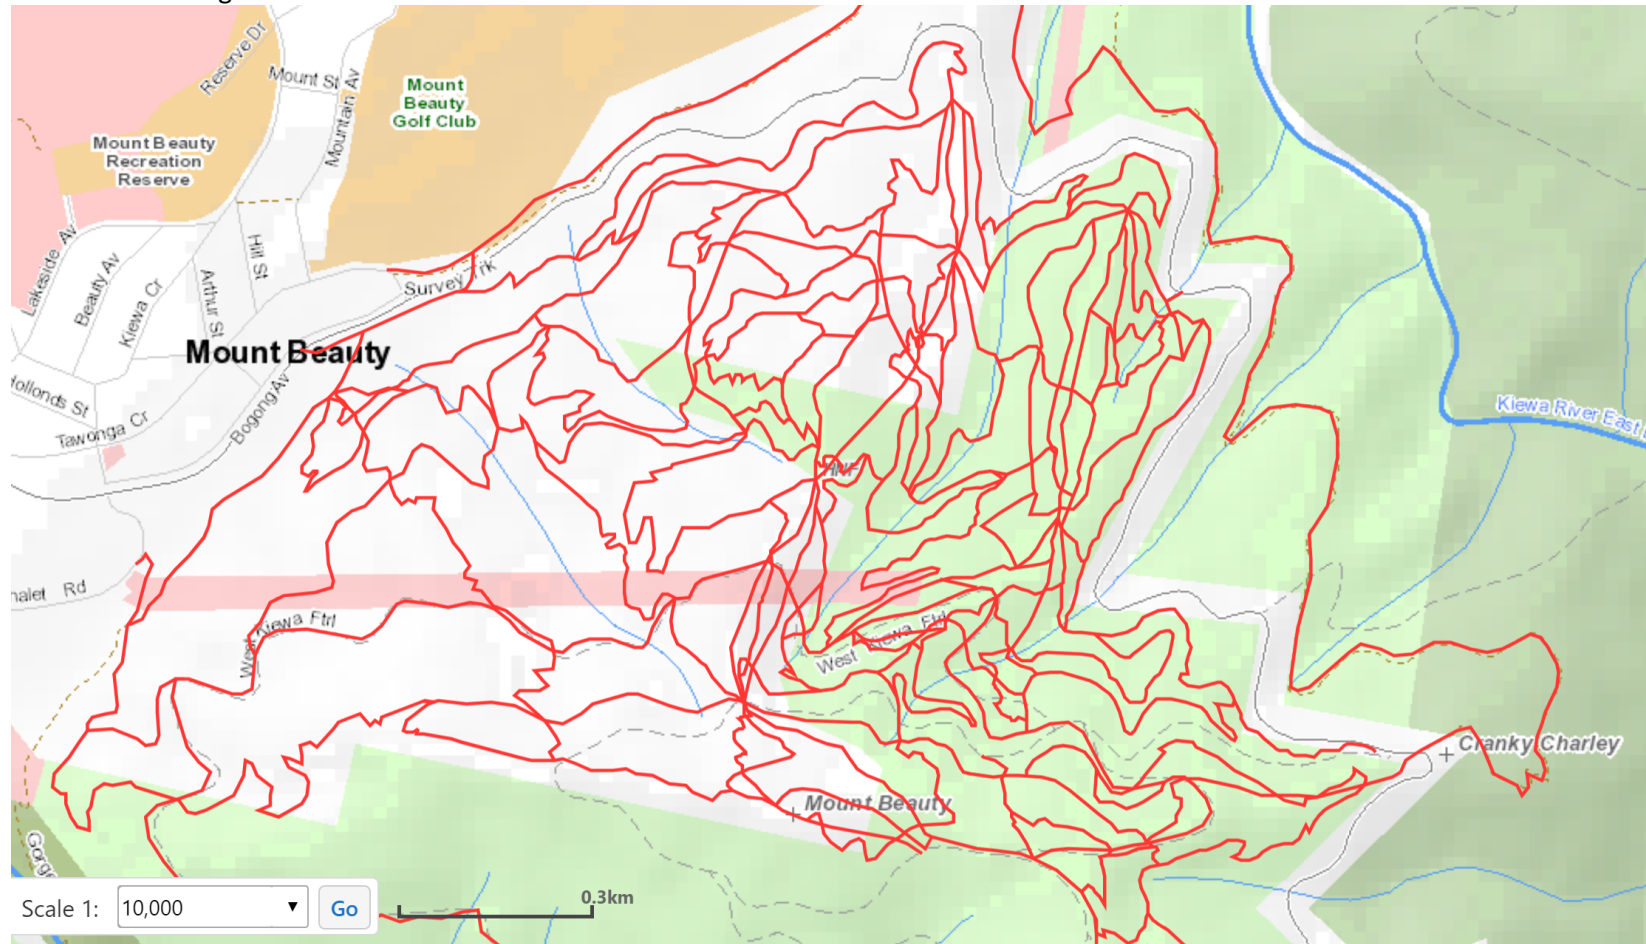 Reserve Dr
Mount St
Mountain Av
Mount
Beauty
Golf Club
Mount Beauty
Recreation
Reserve
Lakeside Av
Beauty Av
Kiewa Cr
Arthur St
Hill St
Survey Trk
Mount Beauty
Hollonds St
Tawonga Cr
Bogong Av
Kiewa River East
halet Rd
West Kiewa Ftrl
West Kiewa Ftrl
Cranky Charley
Mount Beauty
Gorge
Scale 1:
10,000
Go
0.3km